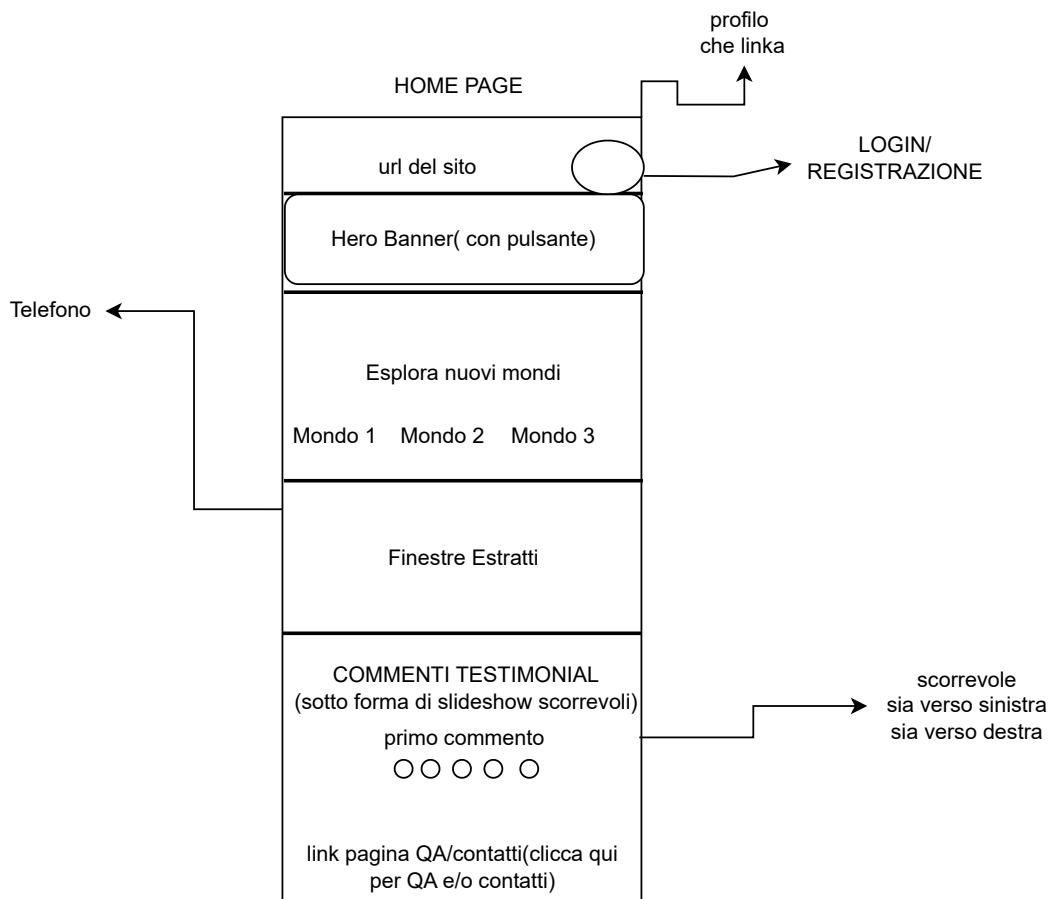 profilo
che linka
HOME PAGE
LOGIN/
REGISTRAZIONE
url del sito
Hero Banner( con pulsante)
Telefono
Esplora nuovi mondi
Mondo 1 Mondo 2 Mondo 3
Finestre Estratti
COMMENTI TESTIMONIAL
(sotto forma di slideshow scorrevoli)
primo commento
scorrevole
sia verso sinistra
sia verso destra
link pagina QA/contatti(clicca qui
per QA e/o contatti)